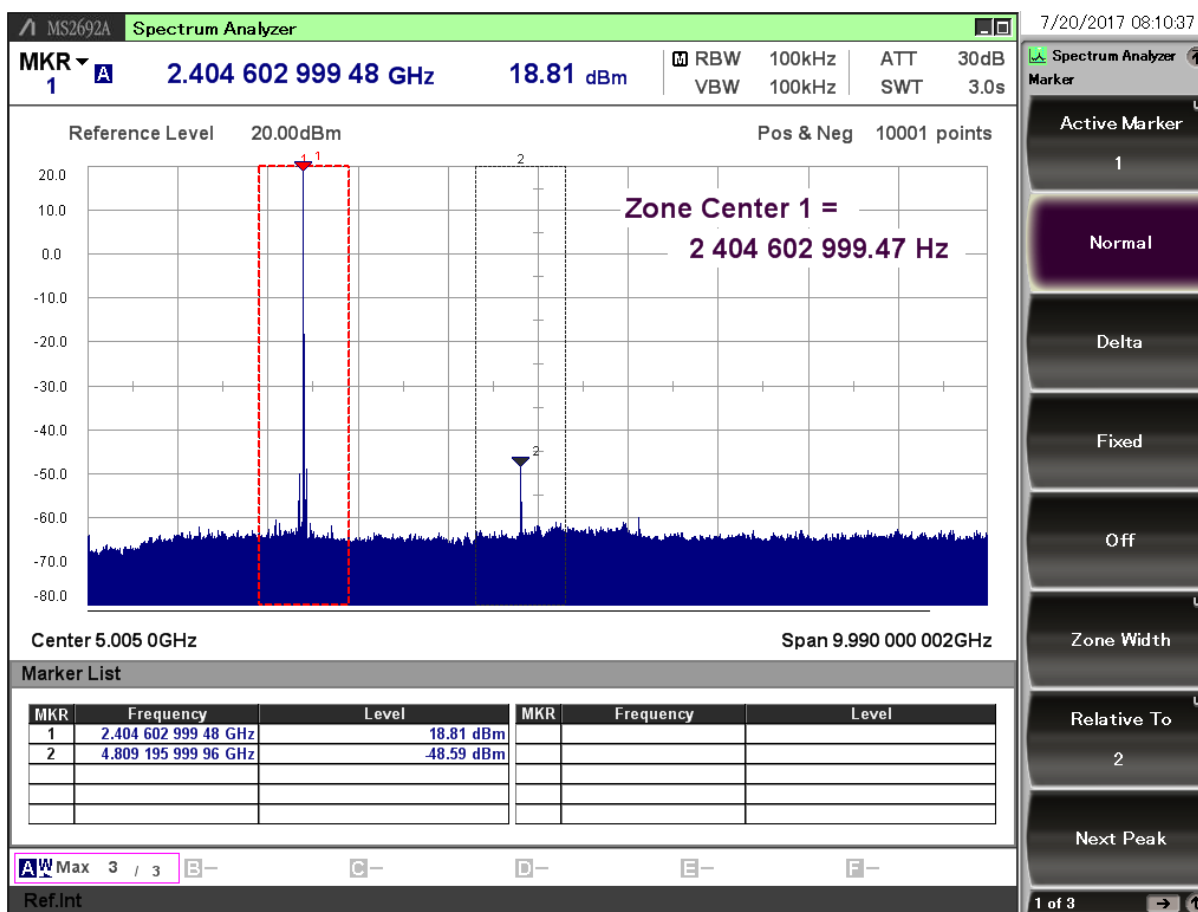 MS2692A Spectrum Analyzer
7/20/2017 08:10:37
MKR A 2.404 602 999 48 GHz 18.81 dBm M RBW 100kHz ATT 30dB
1 VBW 100kHz SWT 3.0s
Reference Level 20.00dBm Pos & Neg 10001 points
1 1 2
20.0
Zone Center 1 =
10.0
2 404 602 999.47 Hz
0.0
-10.0
-20.0
-30.0
-40.0
2
-50.0
-60.0
-70.0
-80.0
Center 5.005 0GHz Span 9.990 000 002GHz
Marker List
MKR Frequency Level MKR Frequency Level
1 2.404 602 999 48 GHz 18.81 dBm
2 4.809 195 999 96 GHz -48.59 dBm
A W Max 3 / 3 B— C— D— E— F—
Ref.Int
Spectrum Analyzer
Marker
Active Marker
1
Normal
Delta
Fixed
Off
Zone Width
Relative To
2
Next Peak
1 of 3